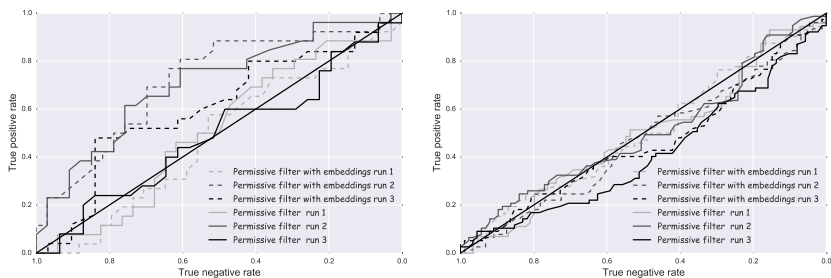 1.0
0.8
0.6
0.4
0.2
0.0
True positive rate
Permissive filter with embeddings run 1
Permissive filter with embeddings run 2
Permissive filter with embeddings run 3
Permissive filter run 1
Permissive filter run 2
Permissive filter run 3
1.0 0.8 0.6 0.4 0.2 0.0
True negative rate
1.0
0.8
0.6
0.4
0.2
0.0
True positive rate
Permissive filter with embeddings run 1
Permissive filter with embeddings run 2
Permissive filter with embeddings run 3
Permissive filter run 1
Permissive filter run 2
Permissive filter run 3
1.0 0.8 0.6 0.4 0.2 0.0
True negative rate